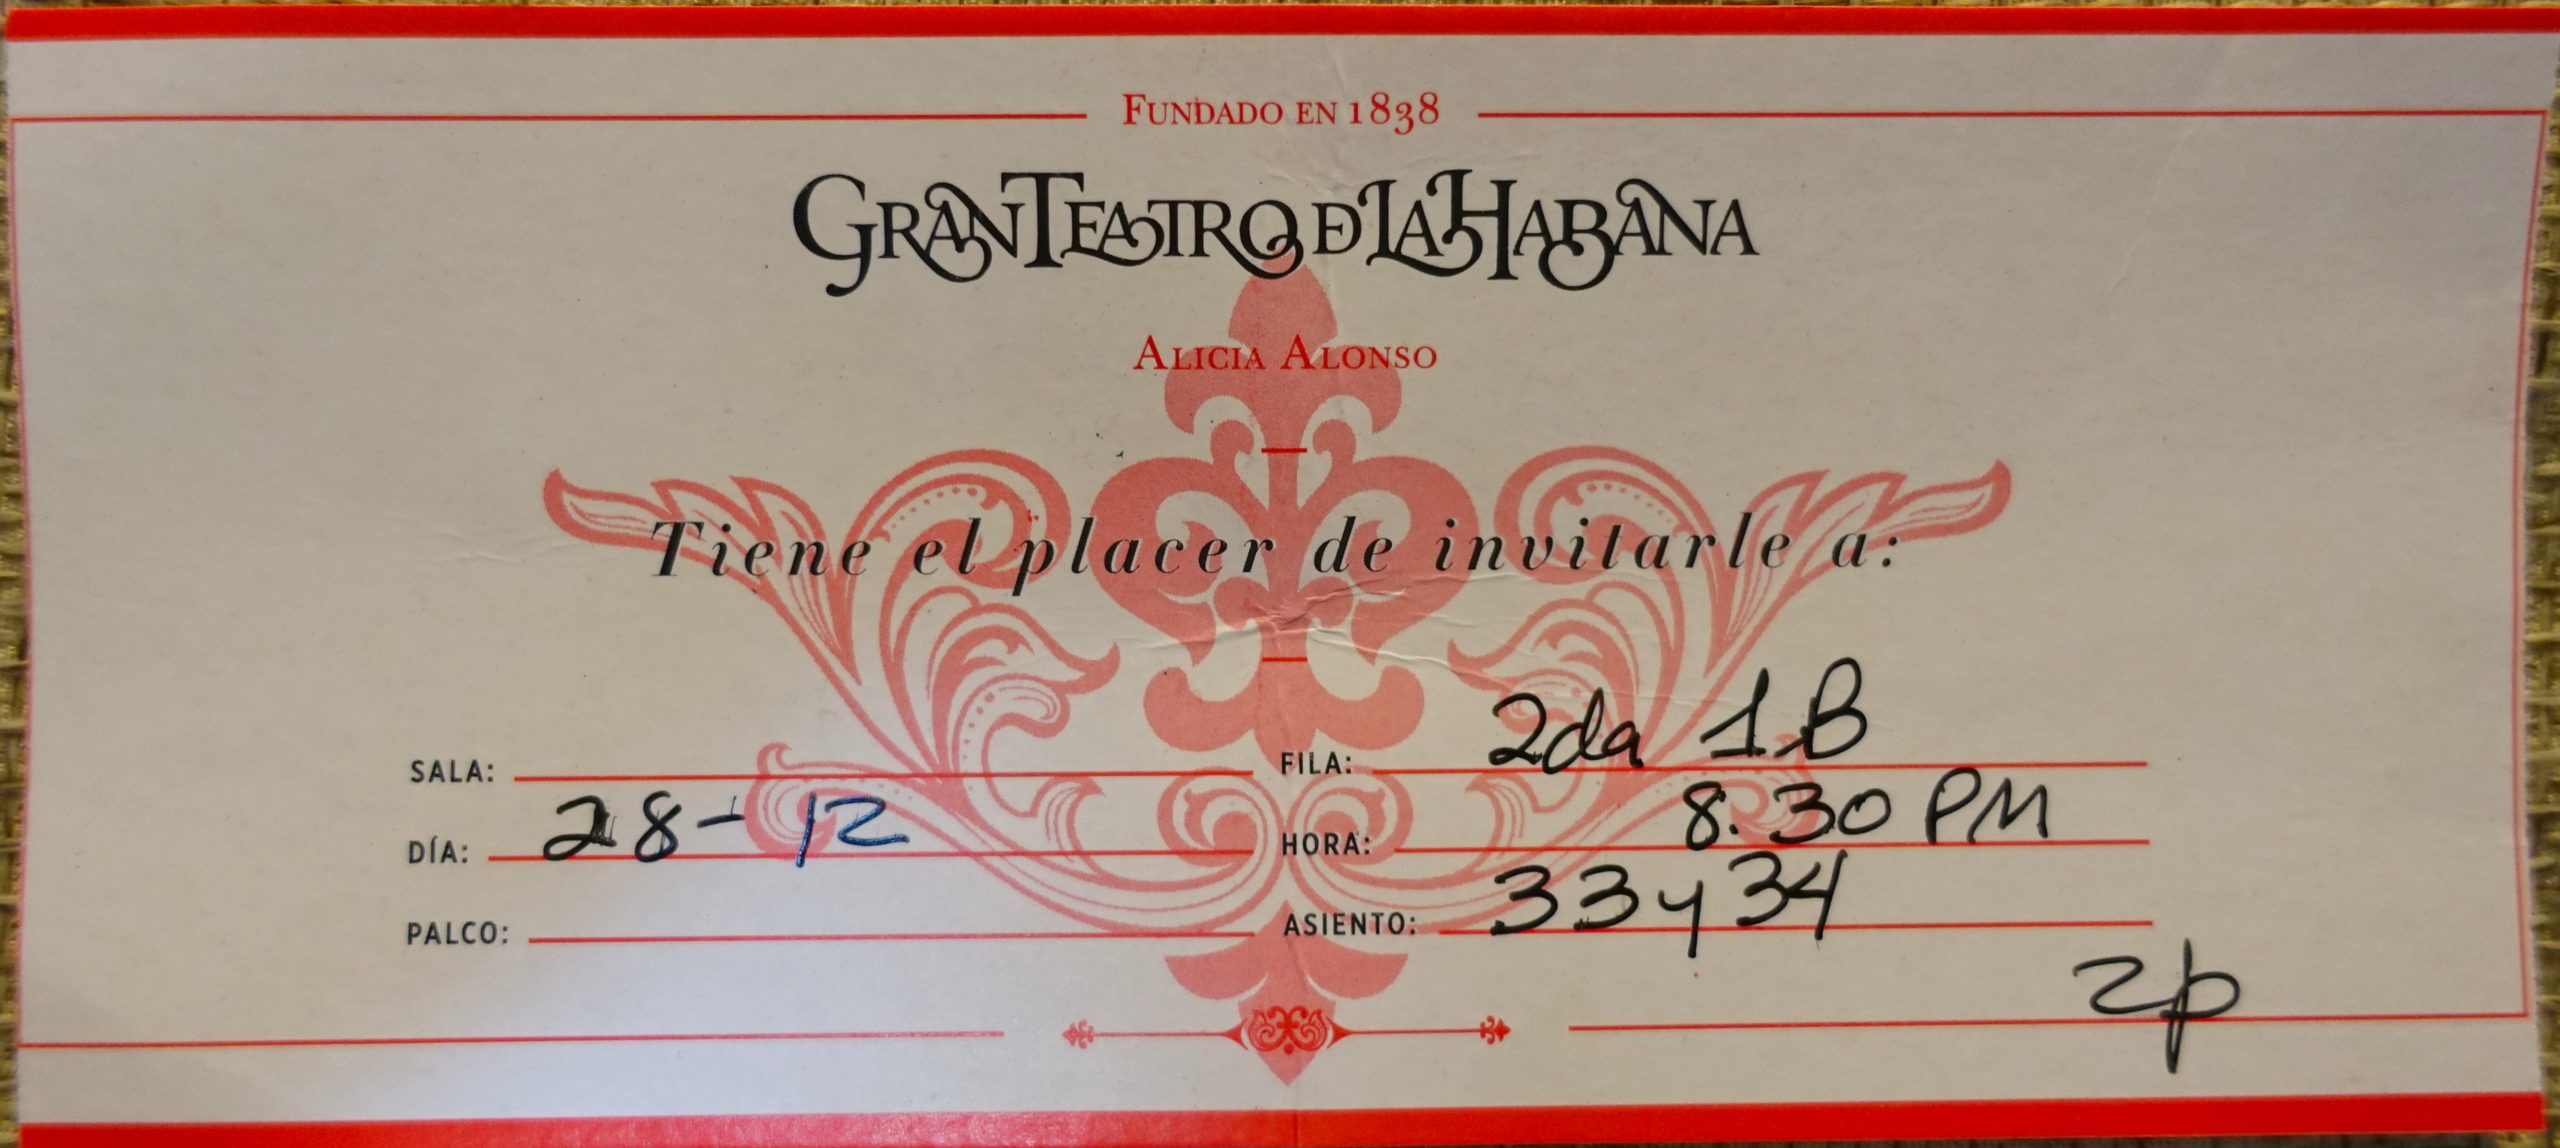 FUNDADO EN 1838
GRAN TEATRO DE LA HABANA
ALICIA ALONSO
Tiene el placer de invitarle a:
SALA: FILA: 2da 1.B
DÍA: 28-12 HORA: 8.30 PM
PALCO: ASIENTO: 33 y 34
2p